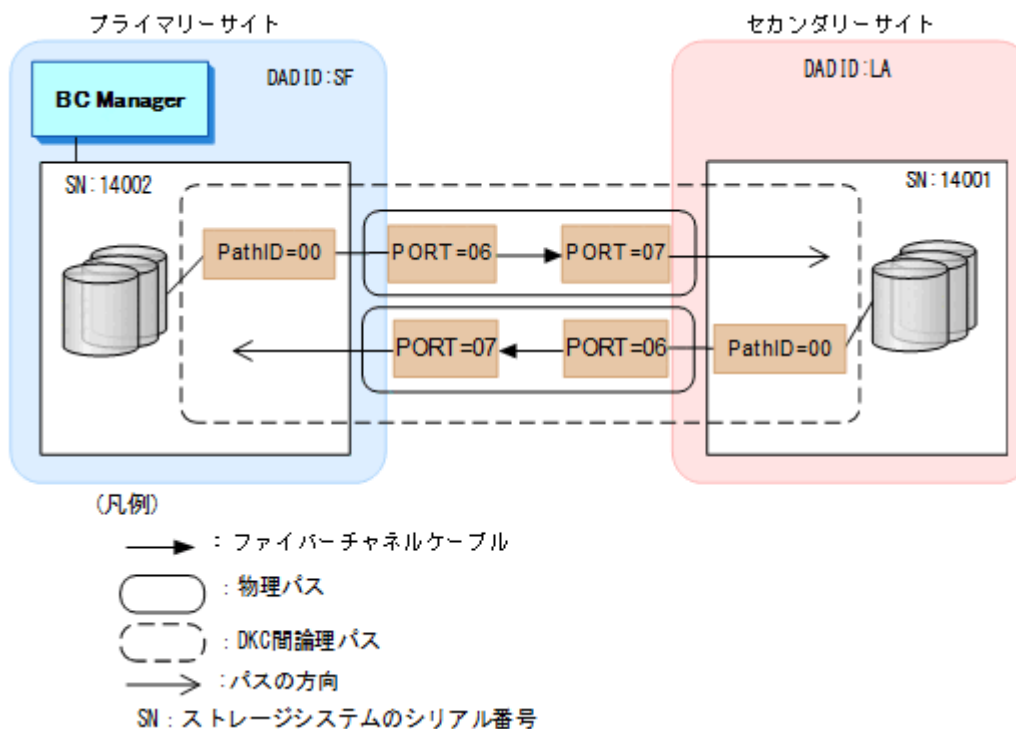 プライマリーサイト
セカンダリーサイト
DADID:SF
DADID:LA
BC Manager
SN:14002
SN:14001
PathID=00
PORT=06
PORT=07
PORT=07
PORT=06
PathID=00
(凡例)
:ファイバーチャネルケーブル
:物理パス
:DKC間論理パス
:パスの方向
SN:ストレージシステムのシリアル番号